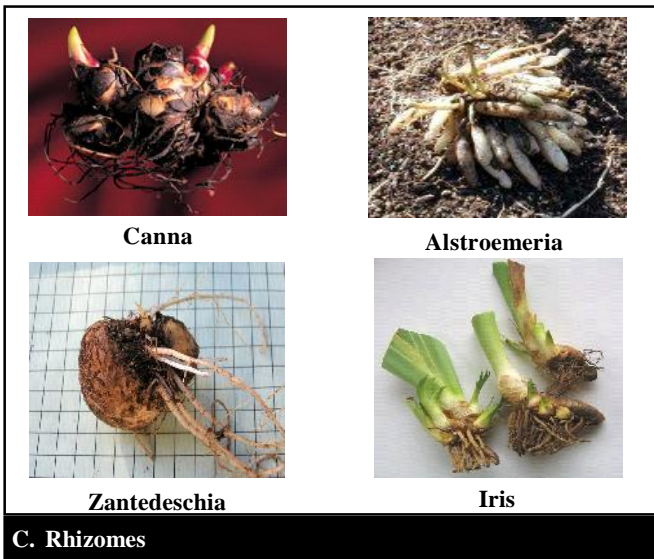 Canna
Alstroemeria
Zantedeschia
Iris
C. Rhizomes